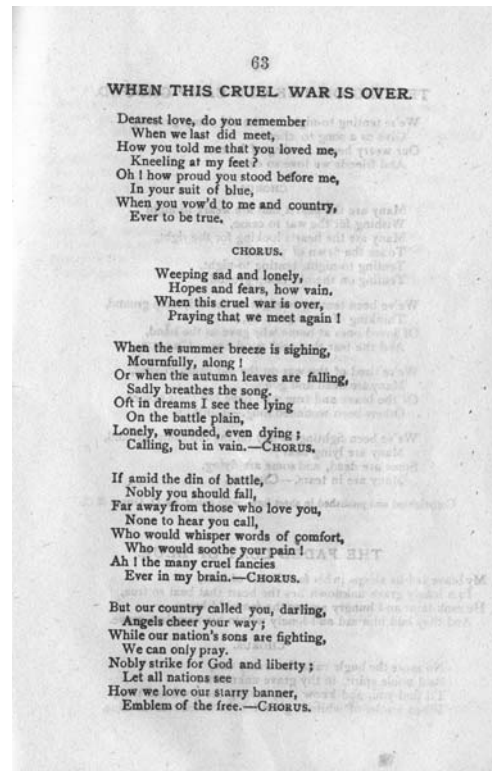 63
WHEN THIS CRUEL WAR IS OVER.
Dearest love, do you remember
When we last did meet,
How you told me that you loved me,
Kneeling at my feet?
Oh! how proud you stood before me,
In your suit of blue,
When you vow'd to me and country,
Ever to be true.
CHORUS.
Weeping sad and lonely,
Hopes and fears, how vain.
When this cruel war is over,
Praying that we meet again!
When the summer breeze is sighing,
Mournfully, along!
Or when the autumn leaves are falling,
Sadly breathes the song.
Oft in dreams I see thee lying
On the battle plain,
Lonely, wounded, even dying;
Calling, but in vain.—CHORUS.
If amid the din of battle,
Nobly you should fall,
Far away from those who love you,
None to hear you call,
Who would whisper words of comfort,
Who would soothe your pain!
Ah! the many cruel fancies
Ever in my brain.—CHORUS.
But our country called you, darling,
Angels cheer your way;
While our nation's sons are fighting,
We can only pray.
Nobly strike for God and liberty;
Let all nations see
How we love our starry banner,
Emblem of the free.—CHORUS.